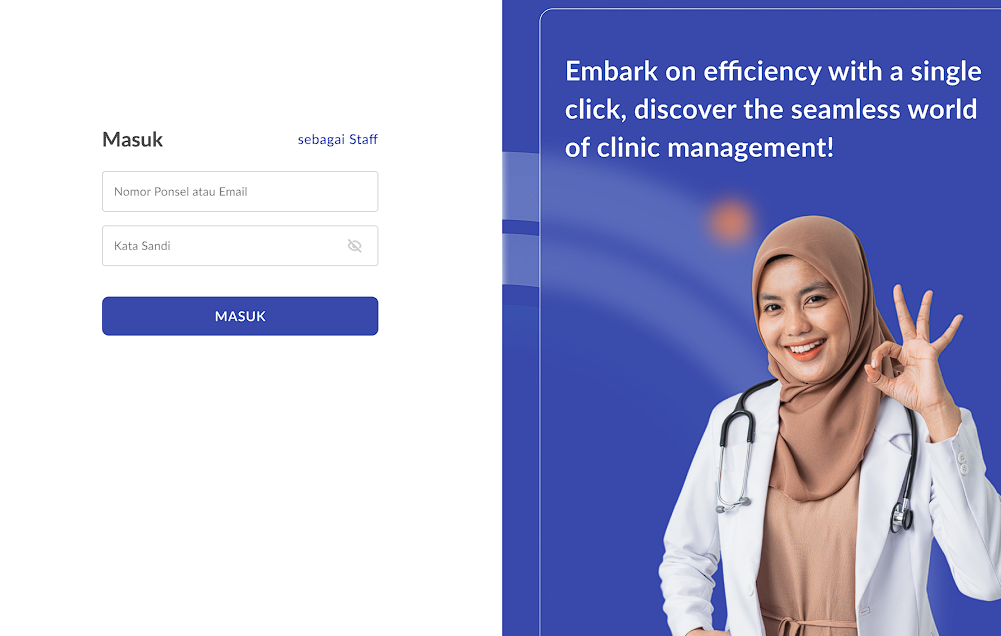 Masuk
sebagai Staff
Nomor Ponsel atau Email
Kata Sandi
MASUK
Embark on efficiency with a single
click, discover the seamless world
of clinic management!